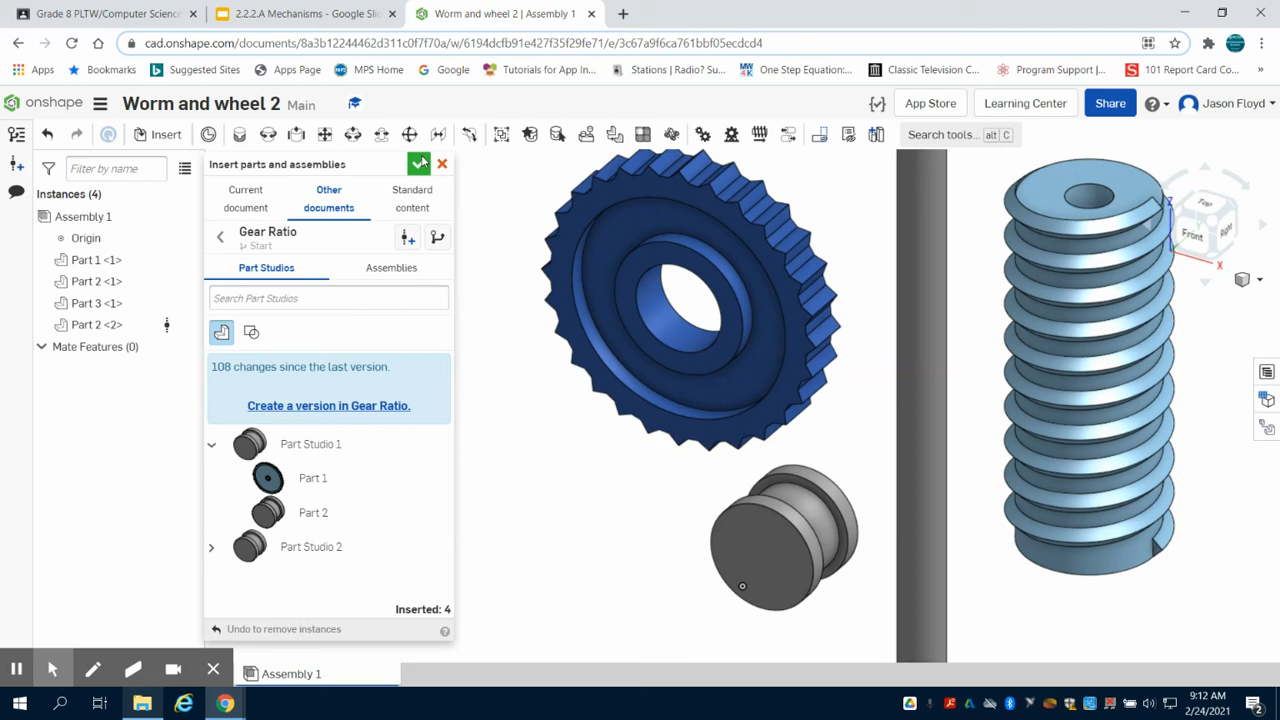 Grade 8 PLTW/Computer Science
2.2.2.A Mechanisms - Google Slid
Worm and wheel 2 | Assembly 1
cad.onshape.com/documents/8a3b12244462d311c0f7f70a/w/6194dcfb91e427f35f29fe71/e/3c67a9f6ca761bbf05ecdcd4
Apps
Bookmarks
Suggested Sites
Apps Page
MPS Home
Google
Tutorials for App In...
Stations | Radio? Su...
One Step Equation:...
Classic Television C...
Program Support |...
101 Report Card Co...
onshape
Worm and wheel 2 Main
App Store
Learning Center
Share
Jason Floyd
Insert
Search tools... alt C
Filter by name
Instances (4)
Assembly 1
Origin
Part 1 <1>
Part 2 <1>
Part 3 <1>
Part 2 <2>
Mate Features (0)
Insert parts and assemblies
Current document
Other documents
Standard content
Gear Ratio
Start
Part Studios
Assemblies
Search Part Studios
108 changes since the last version.
Create a version in Gear Ratio.
Part Studio 1
Part 1
Part 2
Part Studio 2
Inserted: 4
Undo to remove instances
Top
Front
Right
Z
X
Assembly 1
9:12 AM
2/24/2021
2